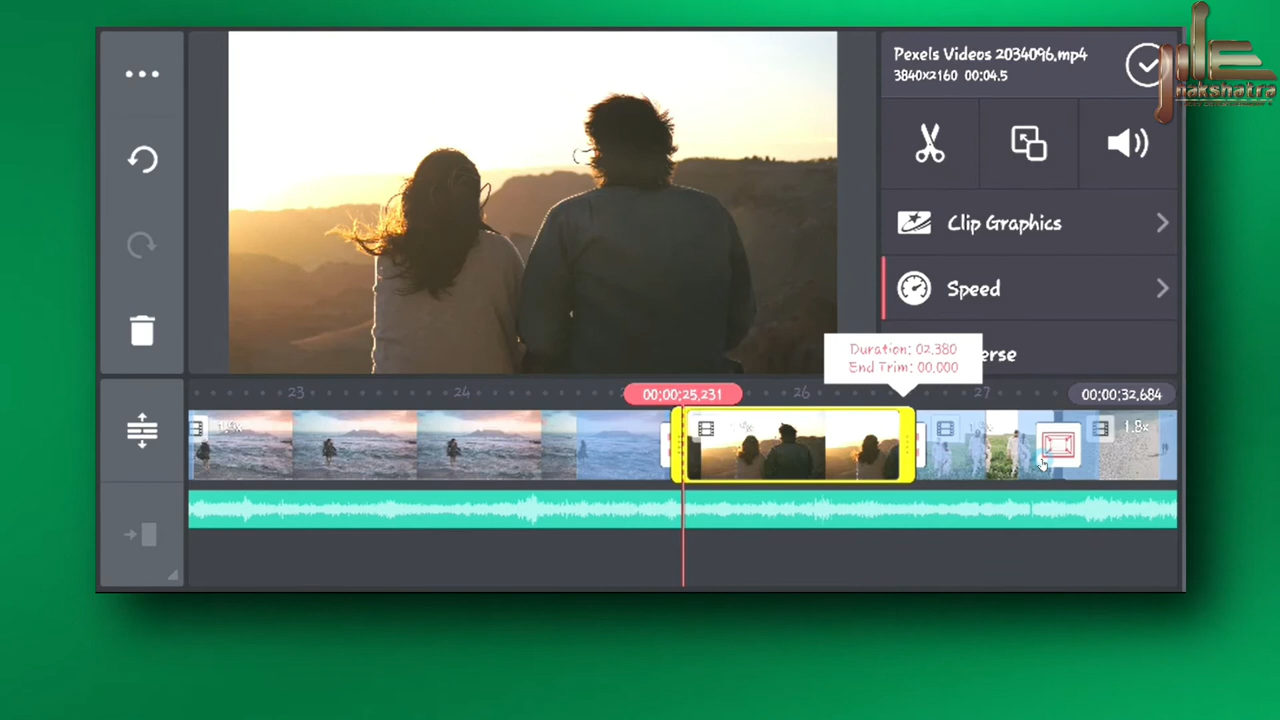 Pexels Videos 2034096.mp4
3840x2160 00:04.5
nakshatra
Clip Graphics
Speed
erse
Duration: 02.380
End Trim: 00.000
23
24
00:00:25,231
26
27
00:00:32,684
1.8x